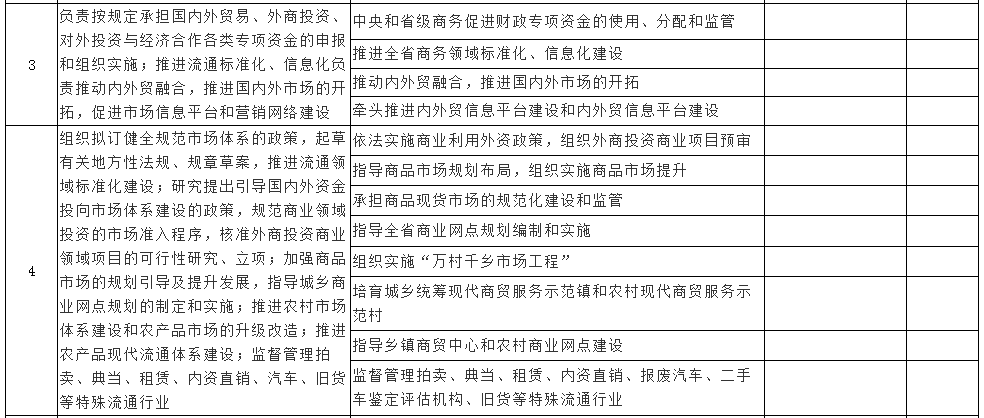 3
负责按规定承担国内外贸易、外商投资、
对外投资与经济合作各类专项资金的申报
和组织实施；推进流通标准化、信息化负
责推动内外贸融合，推进国内外市场的开
拓，促进市场信息平台和营销网络建设
中央和省级商务促进财政专项资金的使用、分配和监管
推进全省商务领域标准化、信息化建设
推动内外贸融合，推进国内外市场的开拓
牵头推进内外贸信息平台建设和内外贸信息平台建设
4
组织拟订健全规范市场体系的政策，起草
有关地方性法规、规章草案，推进流通领
域标准化建设；研究提出引导国内外资金
投向市场体系建设的政策，规范商业领域
投资的市场准入程序，核准外商投资商业
领域项目的可行性研究、立项；加强商品
市场的规划引导及提升发展，指导城乡商
业网点规划的制定和实施；推进农村市场
体系建设和农产品市场的升级改造；推进
农产品现代流通体系建设；监督管理拍
卖、典当、租赁、内资直销、汽车、旧货
等特殊流通行业
依法实施商业利用外资政策，组织外商投资商业项目预审
指导商品市场规划布局，组织实施商品市场提升
承担商品现货市场的规范化建设和监管
指导全省商业网点规划编制和实施
组织实施“万村千乡市场工程”
培育城乡统筹现代商贸服务示范镇和农村现代商贸服务示
范村
指导乡镇商贸中心和农村商业网点建设
监督管理拍卖、典当、租赁、内资直销、报废汽车、二手
车鉴定评估机构、旧货等特殊流通行业